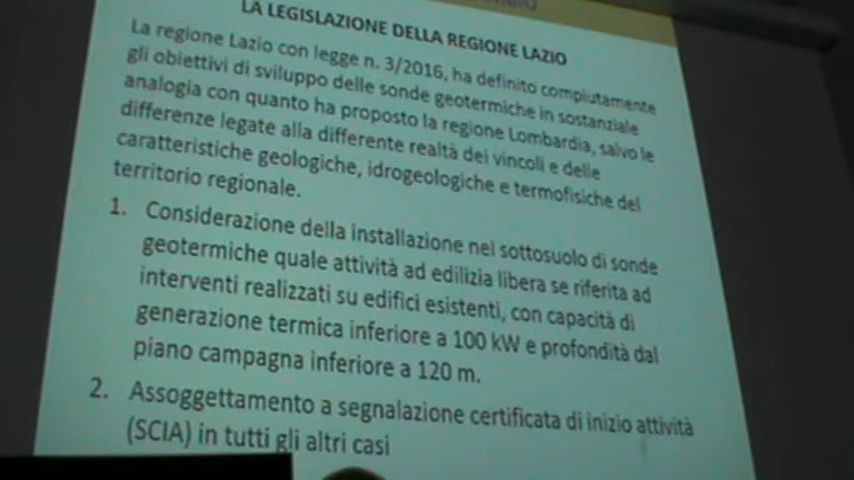 LA LEGISLAZIONE DELLA REGIONE LAZIO
La regione Lazio con legge n. 3/2016, ha definito compiutamente
gli obiettivi di sviluppo delle sonde geotermiche in sostanziale
analogia con quanto ha proposto la regione Lombardia, salvo le
differenze legate alla differente realtà dei vincoli e delle
caratteristiche geologiche, idrogeologiche e termofisiche del
territorio regionale.
1. Considerazione della installazione nel sottosuolo di sonde
geotermiche quale attività ad edilizia libera se riferita ad
interventi realizzati su edifici esistenti, con capacità di
generazione termica inferiore a 100 kW e profondità dal
piano campagna inferiore a 120 m.
2. Assoggettamento a segnalazione certificata di inizio attività
(SCIA) in tutti gli altri casi